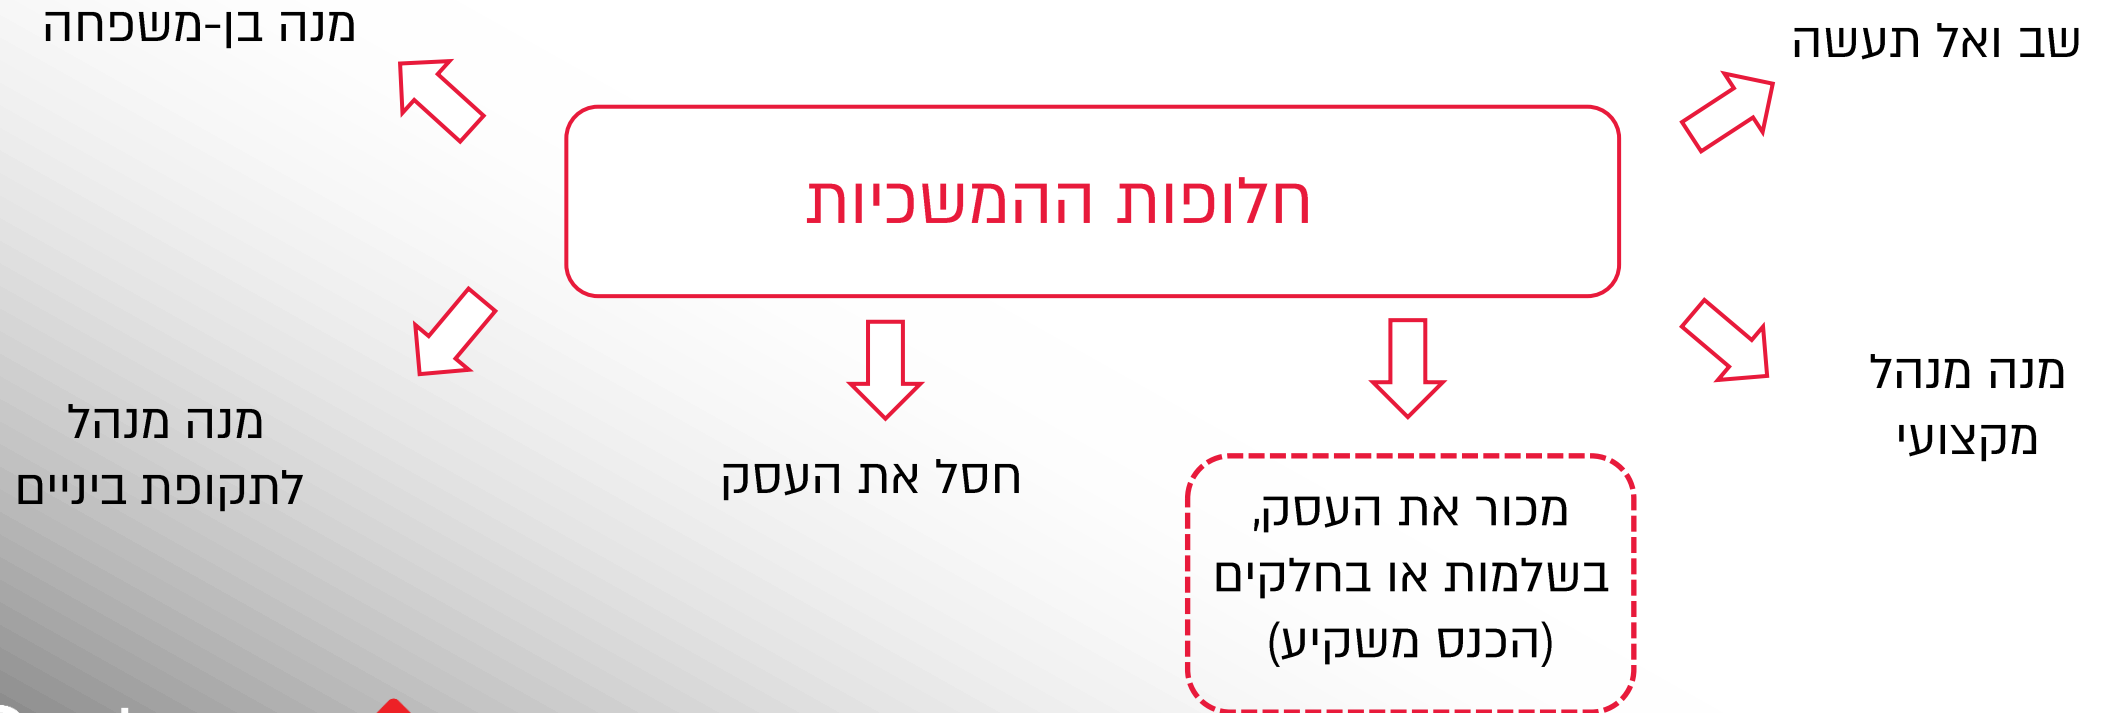 שב ואל תעשה
מנה בן-משפחה
חלופות ההמשכיות
מנה מנהל
מקצועי
מכור את העסק,
בשלמות או בחלקים
(הכנס משקיע)
חסל את העסק
מנה מנהל
לתקופת ביניים